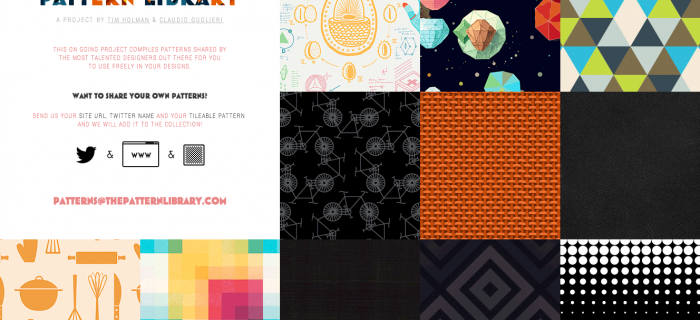 PATTERN LIBRARY
A PROJECT BY TIM HOLMAN & CLAUDIO GUGLIERI
THIS ON GOING PROJECT COMPILES PATTERNS SHARED BY
THE MOST TALENTED DESIGNERS OUT THERE FOR YOU
TO USE FREELY IN YOUR DESIGNS.
WANT TO SHARE YOUR OWN PATTERNS?
SEND US YOUR SITE URL, TWITTER NAME AND YOUR TILEABLE PATTERN
AND WE WILL ADD IT TO THE COLLECTION!
& WWW &
PATTERNS@THEPATTERNLIBRARY.COM